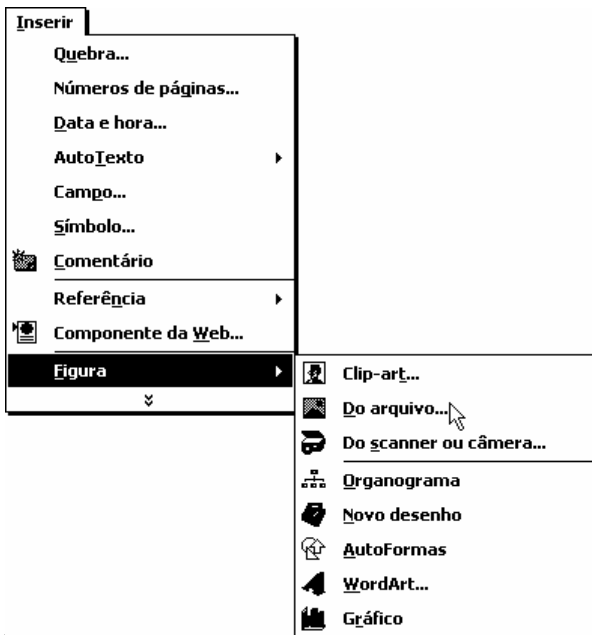 Inserir
Quebra...
Números de páginas...
Data e hora...
AutoTexto
Campo...
Símbolo...
Comentário
Referência
Componente da Web...
Figura
Clip-art...
Do arquivo...
Do scanner ou câmera...
Organograma
Novo desenho
AutoFormas
WordArt...
Gráfico